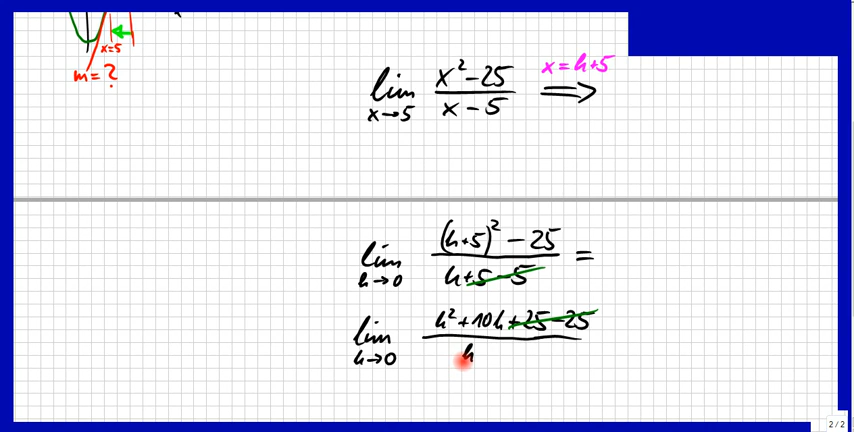 x=5
m = ?
lim x→5 x² - 25 / x - 5 ⟹ x = h+5
lim h→0 (h+5)² - 25 / h+5-5 =
lim h→0 h² + 10h + 25 - 25 / h
2 / 2